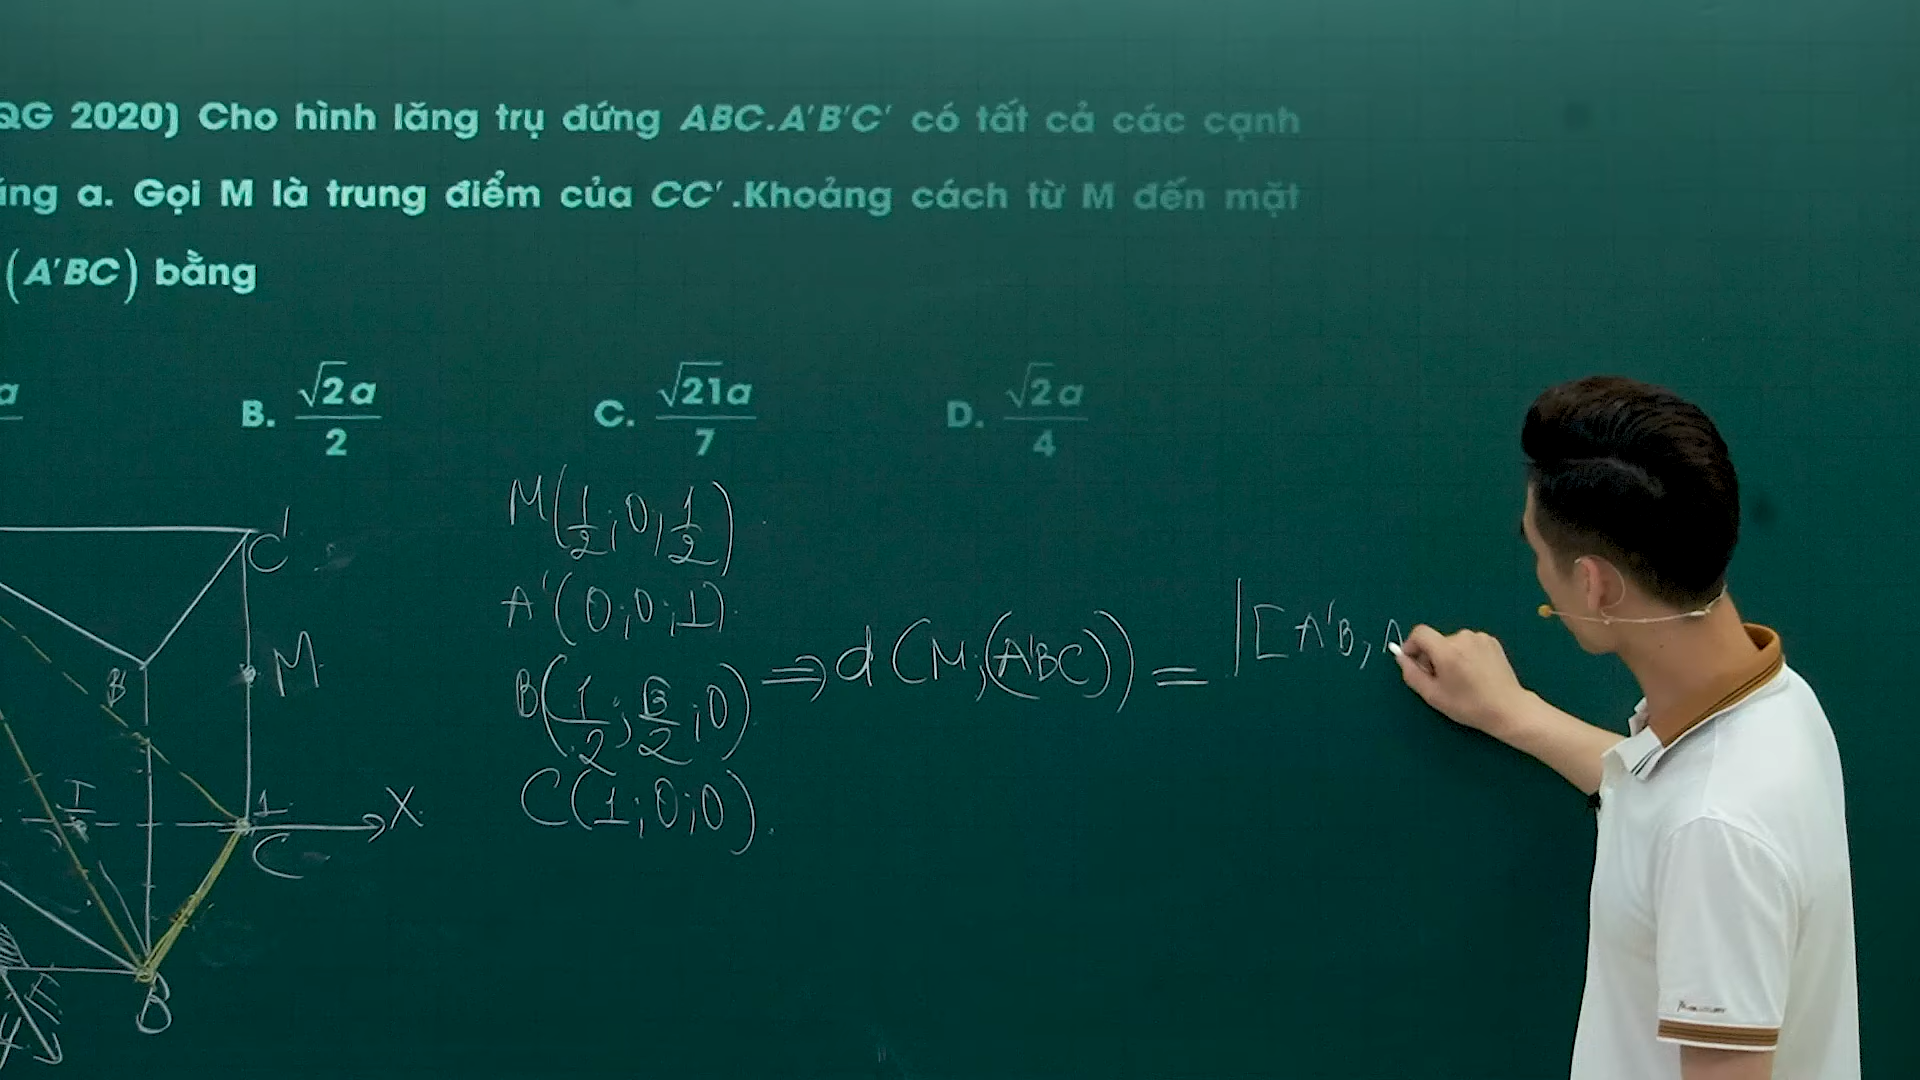 QG 2020) Cho hình lăng trụ đứng ABC.A'B'C' có tất cả các cạnh
ng a. Gọi M là trung điểm của CC'.Khoảng cách từ M đến mặt
(A'BC) bằng
a
B. √2a/2
C. √21a/7
D. √2a/4
M(1/2;0;1/2)
A'(0;0;1)
B(1/2;√3/2;0) => d(M;(A'BC)) = |[A'B, A
C(1;0;0)
C'
B'
M
I
1
X
C
B